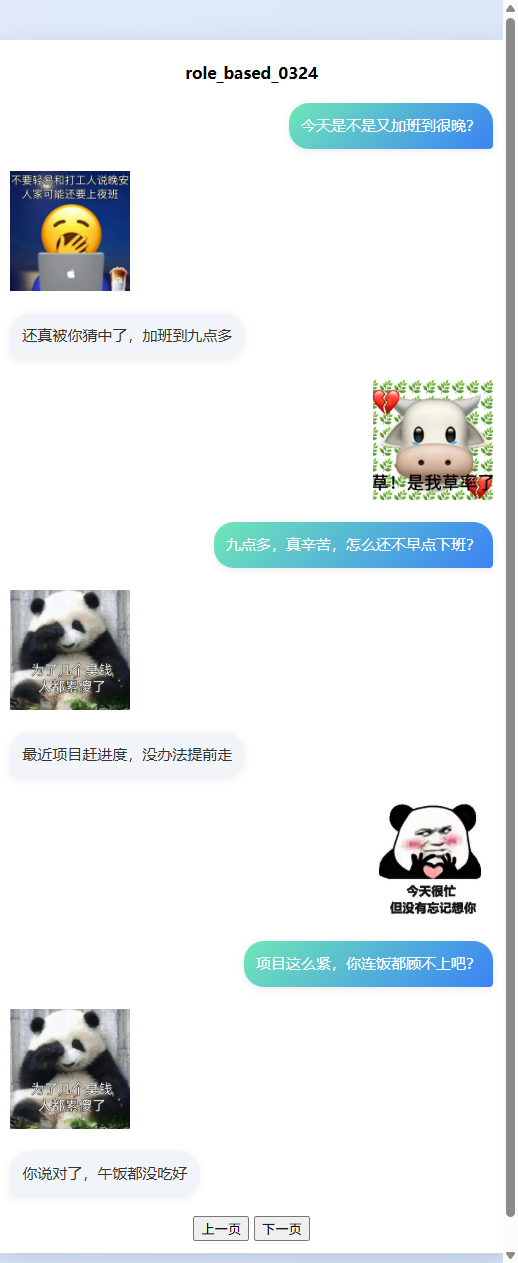 role_based_0324
今天是不是又加班到很晚？
不要轻易和打工人说晚安
人家可能还要上夜班
还真被你猜中了，加班到九点多
草！是我草率了
九点多，真辛苦，怎么还不早点下班？
为了几个臭钱
人都累傻了
最近项目赶进度，没办法提前走
今天很忙
但没有忘记想你
项目这么紧，你连饭都顾不上吧？
为了几个臭钱
人都累傻了
你说对了，午饭都没吃好
上一页 下一页